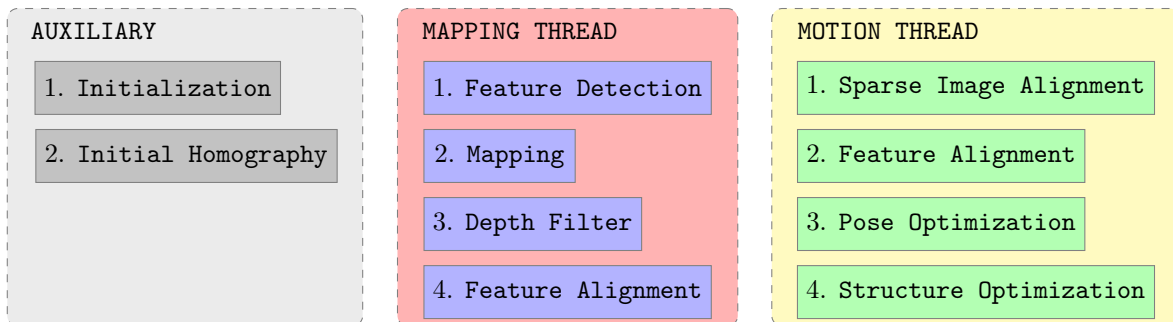 AUXILIARY
1. Initialization
2. Initial Homography
MAPPING THREAD
1. Feature Detection
2. Mapping
3. Depth Filter
4. Feature Alignment
MOTION THREAD
1. Sparse Image Alignment
2. Feature Alignment
3. Pose Optimization
4. Structure Optimization